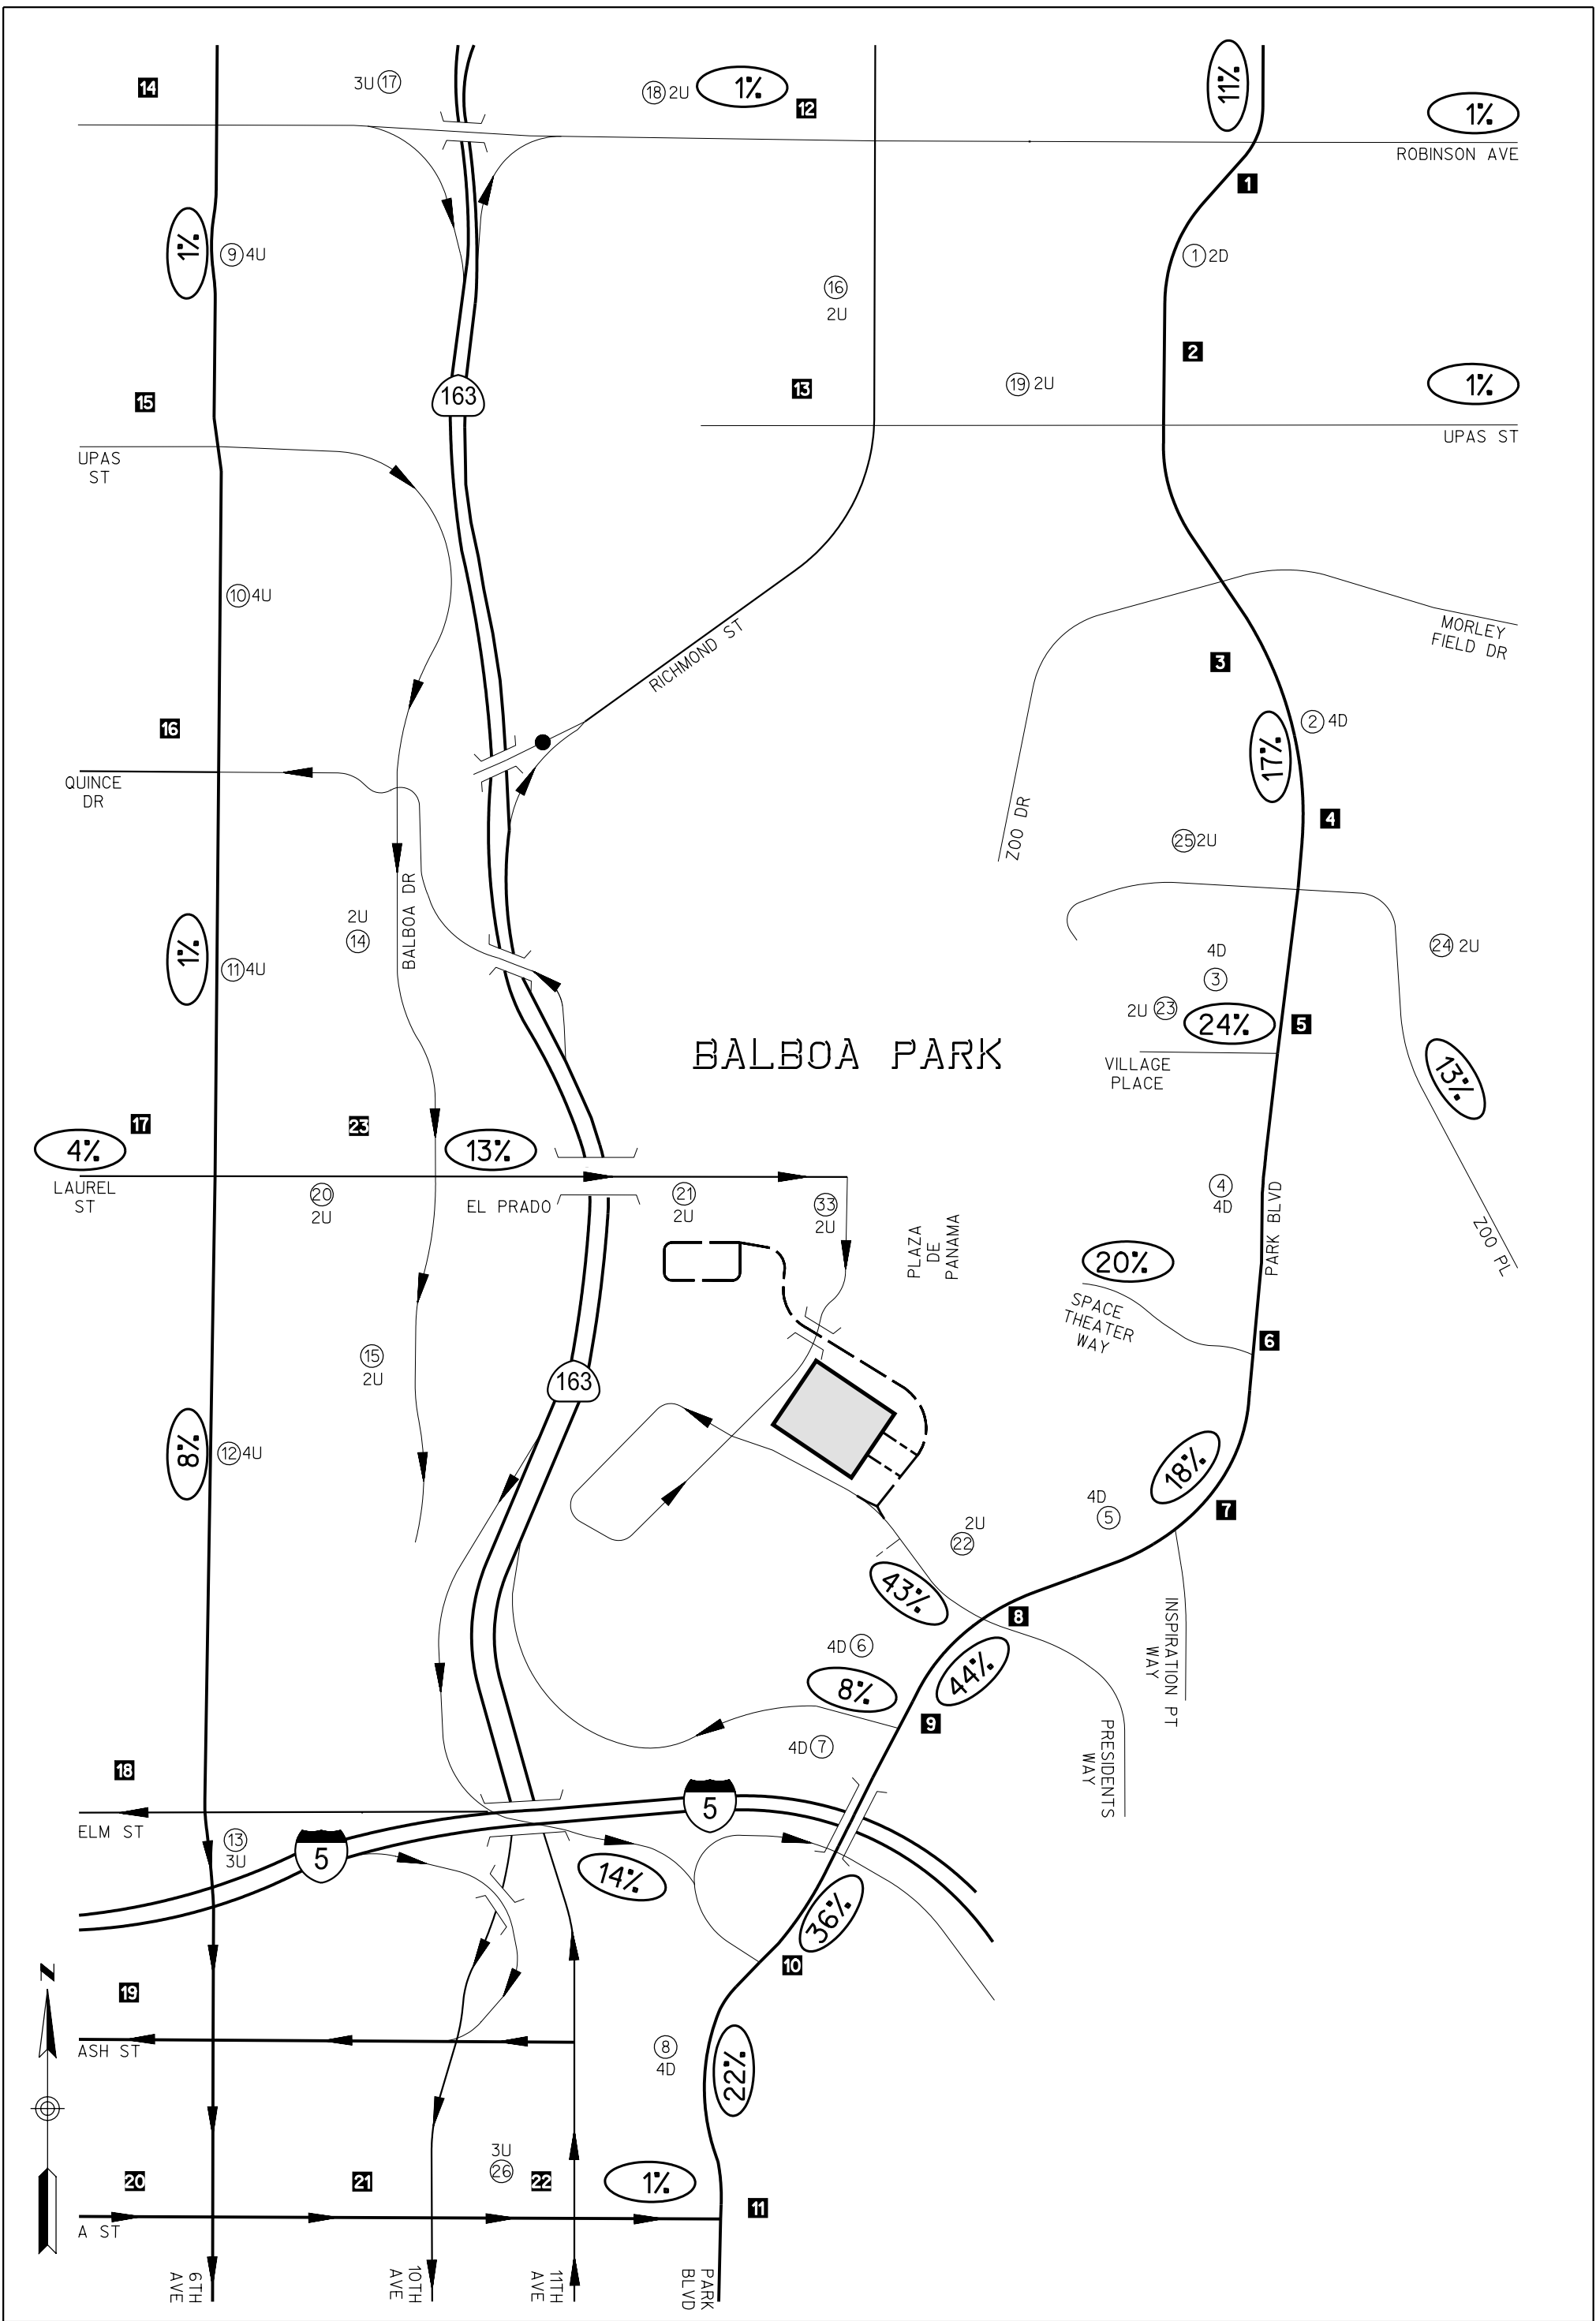 14
3U 17
18 2U
1%
12
11%
1%
ROBINSON AVE
1
1%
9 4U
1 2D
16
2U
2
15
163
13
19 2U
1%
UPAS
ST
UPAS ST
10 4U
MORLEY
FIELD DR
RICHMOND ST
3
2 4D
16
17%
QUINCE
DR
ZOO DR
4
25 2U
BALBOA DR
2U
14
1%
11 4U
4D
3
24 2U
2U 23
24%
5
BALBOA PARK
VILLAGE
PLACE
13%
17
23
4%
13%
LAUREL
ST
20
2U
EL PRADO
21
2U
33
2U
4
4D
PARK BLVD
PLAZA
DE
PANAMA
ZOO PL
20%
SPACE
THEATER
WAY
6
15
2U
163
8%
12 4U
18%
4D
5
7
2U
22
43%
8
INSPIRATION PT
WAY
4D 6
44%
8%
9
4D 7
PRESIDENTS
WAY
18
5
ELM ST
13
3U
5
14%
36%
10
N
19
ASH ST
8
4D
22%
3U
26
20
21
22
1%
11
A ST
6TH
AVE
10TH
AVE
11TH
AVE
PARK
BLVD